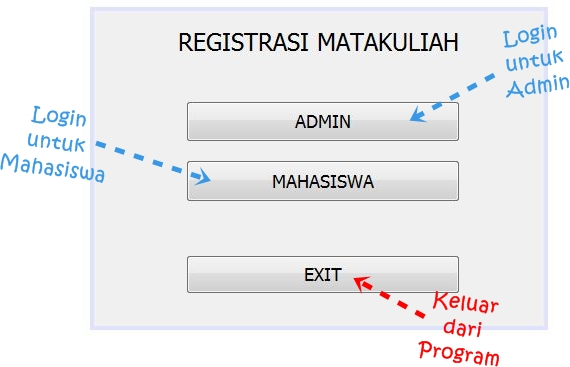 REGISTRASI MATAKULIAH
Login
untuk
Admin
ADMIN
Login
untuk
Mahasiswa
MAHASISWA
EXIT
Keluar
dari
Program